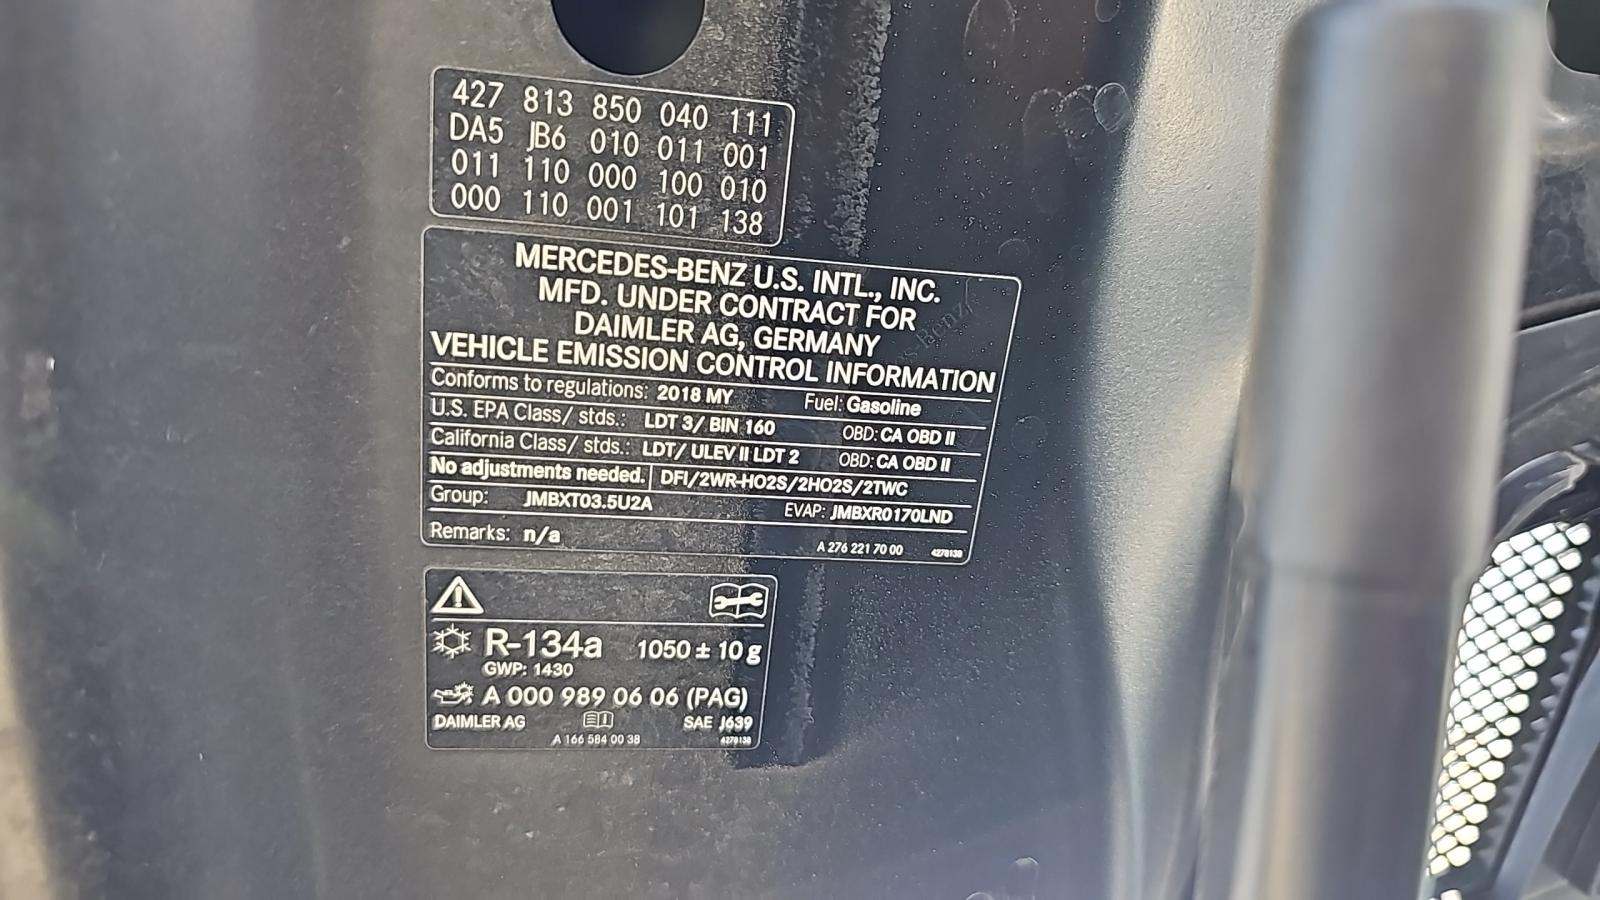 427 813 850 040 111
DA5 JB6 010 011 001
011 110 000 100 010
000 110 001 101 138
MERCEDES-BENZ U.S. INTL., INC.
MFD. UNDER CONTRACT FOR
DAIMLER AG, GERMANY
VEHICLE EMISSION CONTROL INFORMATION
Conforms to regulations: 2018 MY Fuel: Gasoline
U.S. EPA Class/ stds.: LDT 3/ BIN 160 OBD: CA OBD II
California Class/ stds.: LDT/ ULEV II LDT 2 OBD: CA OBD II
No adjustments needed. DFI/2WR-HO2S/2HO2S/2TWC
Group: JMBXT03.5U2A EVAP: JMBXR0170LND
Remarks: n/a
A 276 221 70 00 4278138
R-134a 1050 ± 10 g
GWP: 1430
A 000 989 06 06 (PAG)
DAIMLER AG SAE J639
A 166 584 00 38 4278138